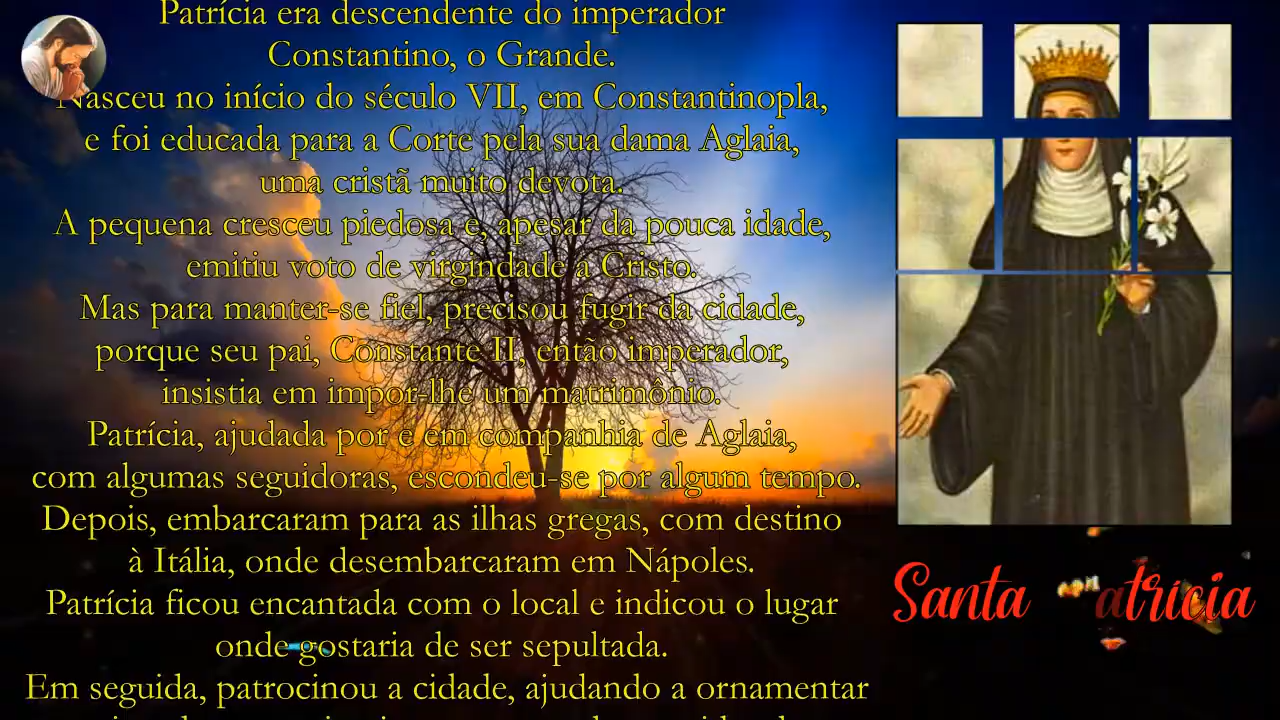 Patrícia era descendente do imperador
Constantino, o Grande.
Nasceu no início do século VII, em Constantinopla,
e foi educada para a Corte pela sua dama Aglaia,
uma cristã muito devota.
A pequena cresceu piedosa e, apesar da pouca idade,
emitiu voto de virgindade a Cristo.
Mas para manter-se fiel, precisou fugir da cidade,
porque seu pai, Constante II, então imperador,
insistia em impor-lhe um matrimônio.
Patrícia, ajudada por e em companhia de Aglaia,
com algumas seguidoras, escondeu-se por algum tempo.
Depois, embarcaram para as ilhas gregas, com destino
à Itália, onde desembarcaram em Nápoles.
Patrícia ficou encantada com o local e indicou o lugar
onde gostaria de ser sepultada.
Em seguida, patrocinou a cidade, ajudando a ornamentar
Santa atrícia